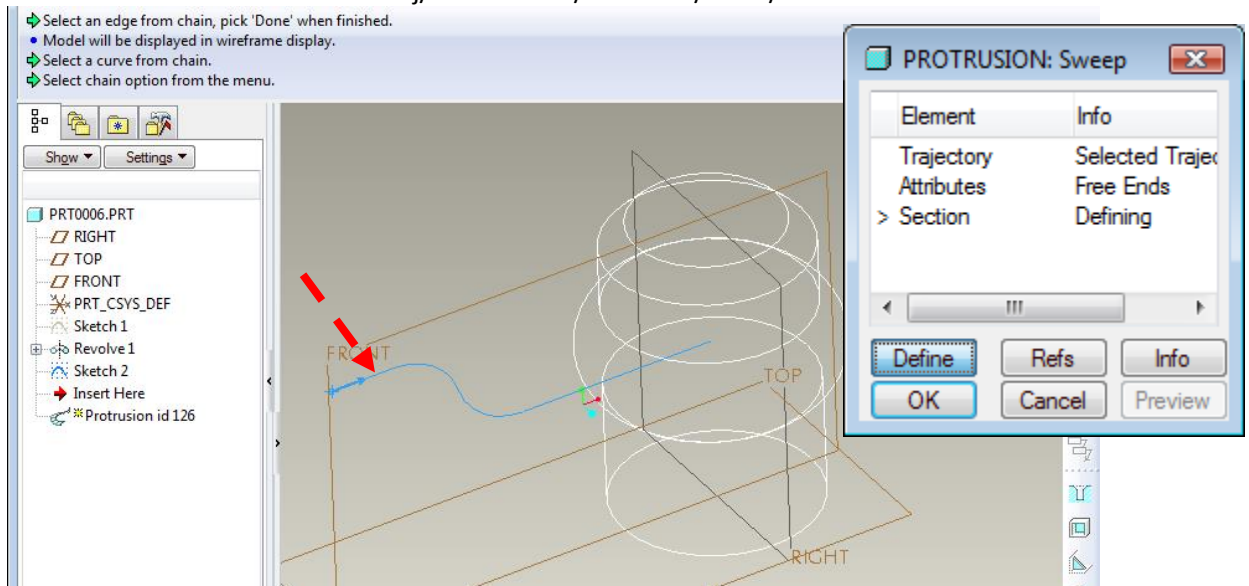 Select an edge from chain, pick 'Done' when finished.
Model will be displayed in wireframe display.
Select a curve from chain.
Select chain option from the menu.
PROTRUSION: Sweep
Element Info
Trajectory Selected Trajec
Attributes Free Ends
> Section Defining
Define Refs Info
OK Cancel Preview
Show Settings
PRT0006.PRT
RIGHT
TOP
FRONT
PRT_CSYS_DEF
Sketch 1
Revolve 1
Sketch 2
Insert Here
Protrusion id 126
FRONT
TOP
RIGHT